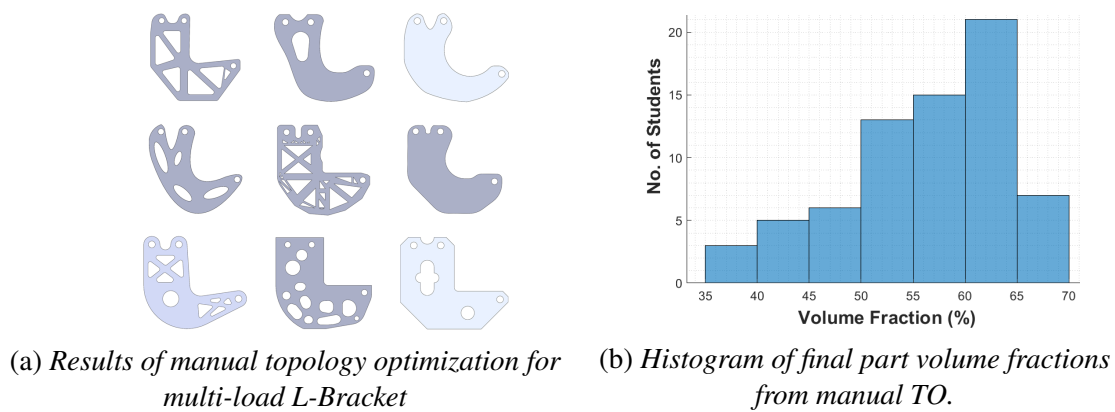 20
15
10
5
0
No. of Students
35 40 45 50 55 60 65 70
Volume Fraction (%)
(a) Results of manual topology optimization for
multi-load L-Bracket
(b) Histogram of final part volume fractions
from manual TO.